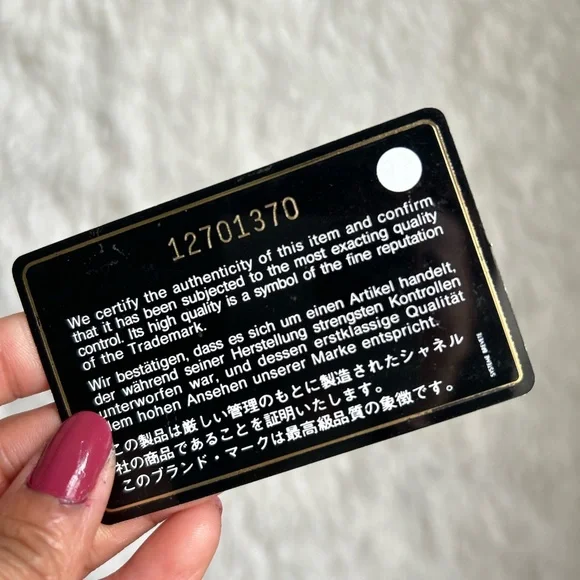 12701370
We certify the authenticity of this item and confirm
that it has been subjected to the most exacting quality
control. Its high quality is a symbol of the fine reputation
of the Trademark.
Wir bestätigen, dass es sich um einen Artikel handelt,
der während seiner Herstellung strengsten Kontrollen
unterworfen war, und dessen erstklassige Qualität
dem hohen Ansehen unserer Marke entspricht.
この製品は厳しい管理のもとに製造されたシャネル
社の商品であることを証明いたします。
このブランド・マークは最高級品質の象徴です。